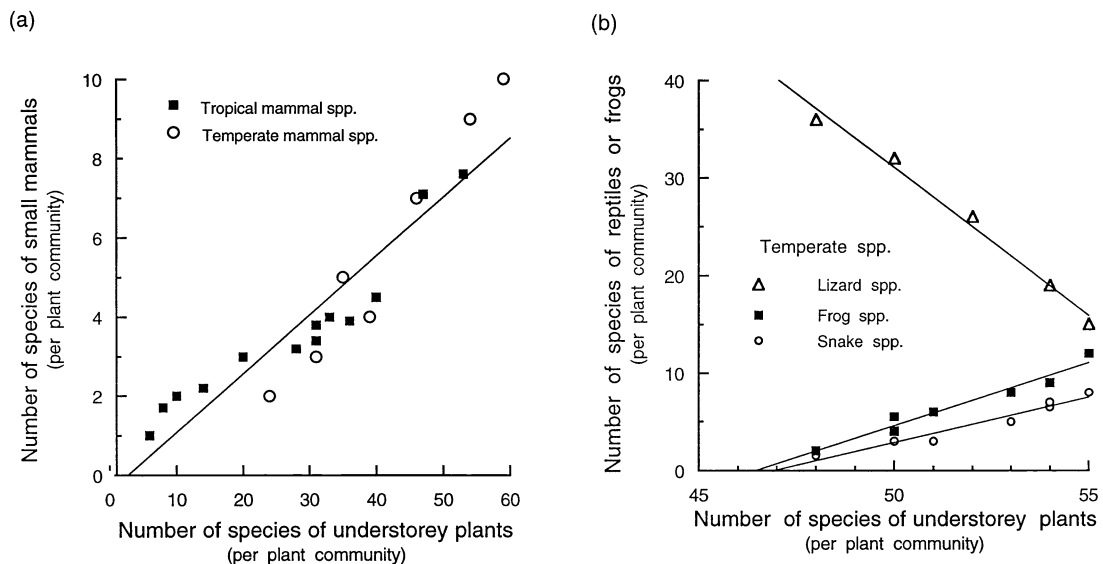 (a)
Number of species of small mammals
(per plant community)
10
8
6
4
2
0
Tropical mammal spp.
Temperate mammal spp.
0
10
20
30
40
50
60
Number of species of understorey plants
(per plant community)
(b)
Number of species of reptiles or frogs
(per plant community)
40
30
20
10
0
Temperate spp.
Lizard spp.
Frog spp.
Snake spp.
45
50
55
Number of species of understorey plants
(per plant community)